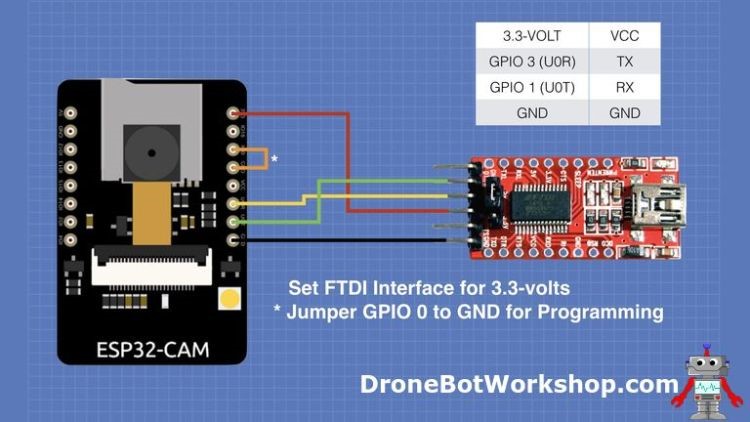 3.3-VOLT VCC
GPIO 3 (U0R) TX
GPIO 1 (U0T) RX
GND GND
Set FTDI Interface for 3.3-volts
* Jumper GPIO 0 to GND for Programming
ESP32-CAM
DroneBotWorkshop.com